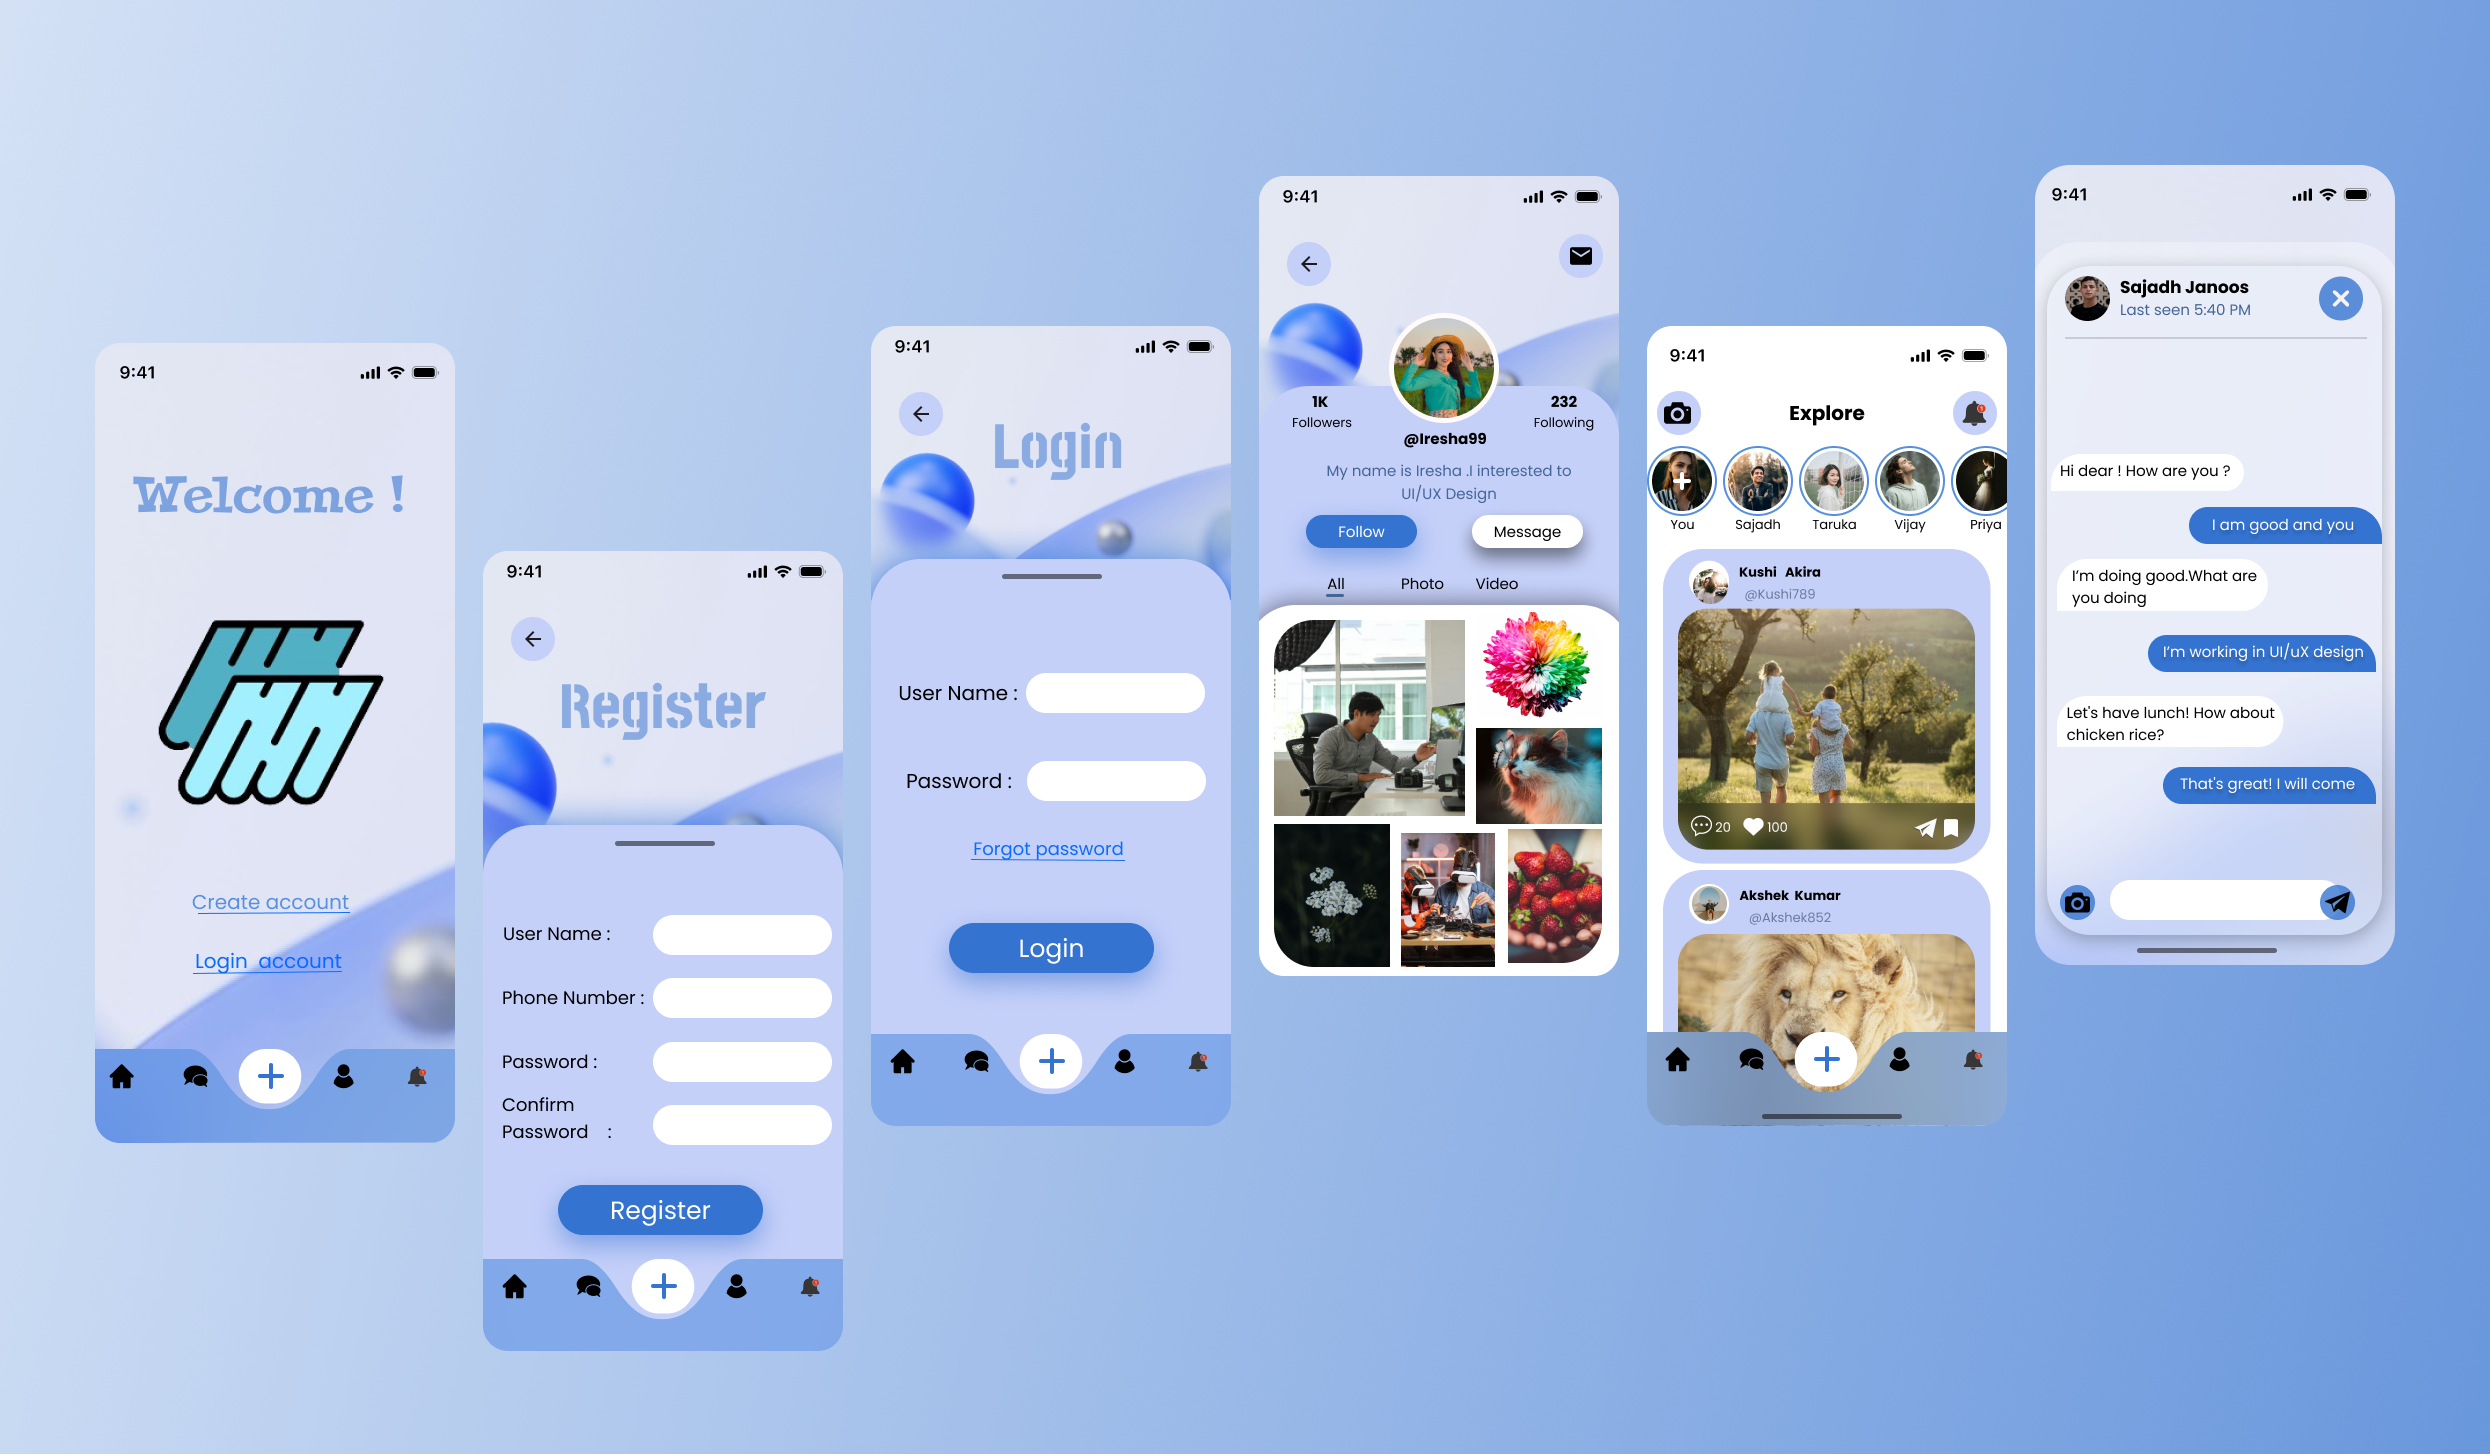 9:41
Welcome !
Create account
Login account
9:41
Register
User Name :
Phone Number :
Password :
Confirm
Password :
Register
9:41
Login
User Name :
Password :
Forgot password
Login
9:41
1K
Followers
232
Following
@Iresha99
My name is Iresha .I interested to
UI/UX Design
Follow
Message
All
Photo
Video
9:41
Explore
You
Sajadh
Taruka
Vijay
Priya
Kushi Akira
@Kushi789
20
100
Akshek Kumar
@Akshek852
9:41
Sajadh Janoos
Last seen 5:40 PM
Hi dear ! How are you ?
I am good and you
I'm doing good.What are
you doing
I'm working in UI/uX design
Let's have lunch! How about
chicken rice?
That's great! I will come